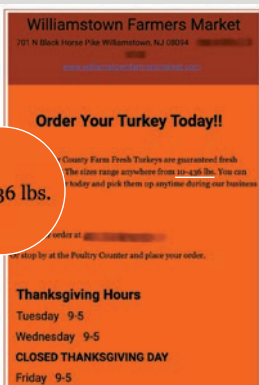 Williamstown Farmers Market
701 N Black Horse Pike Williamstown, NJ 08094
www.williamstownfarmersmarket.com
Order Your Turkey Today!!
County Farm Fresh Turkeys are guaranteed fresh
The sizes range anywhere from 10-436 lbs. You can
today and pick them up anytime during our business
36 lbs.
order at
Or stop by at the Poultry Counter and place your order.
Thanksgiving Hours
Tuesday 9-5
Wednesday 9-5
CLOSED THANKSGIVING DAY
Friday 9-5